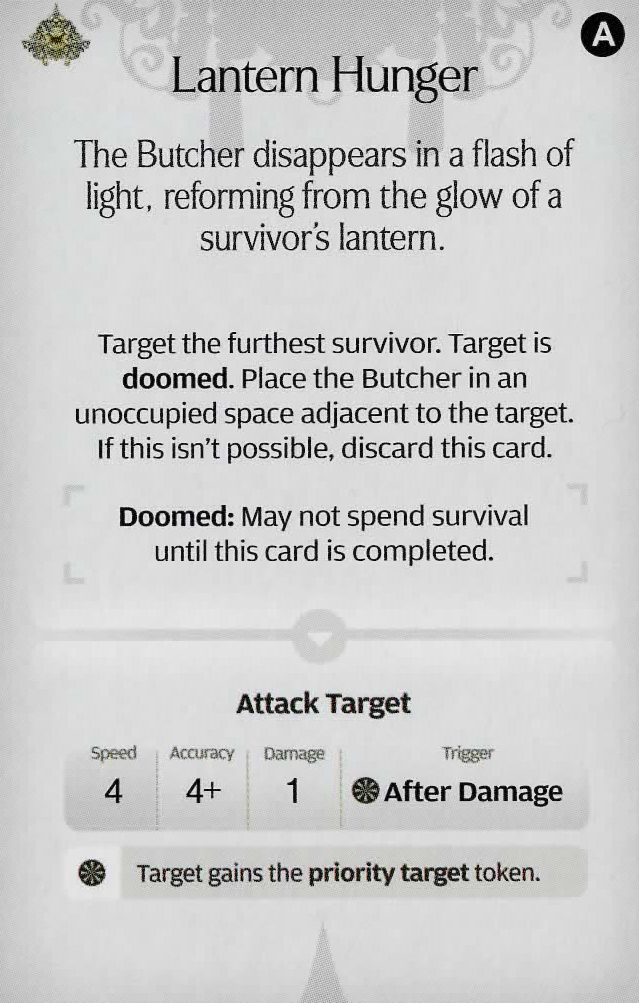 A
Lantern Hunger
The Butcher disappears in a flash of
light, reforming from the glow of a
survivor's lantern.
Target the furthest survivor. Target is
doomed. Place the Butcher in an
unoccupied space adjacent to the target.
If this isn't possible, discard this card.
Doomed: May not spend survival
until this card is completed.
Attack Target
Speed Accuracy Damage Trigger
4 4+ 1 After Damage
Target gains the priority target token.